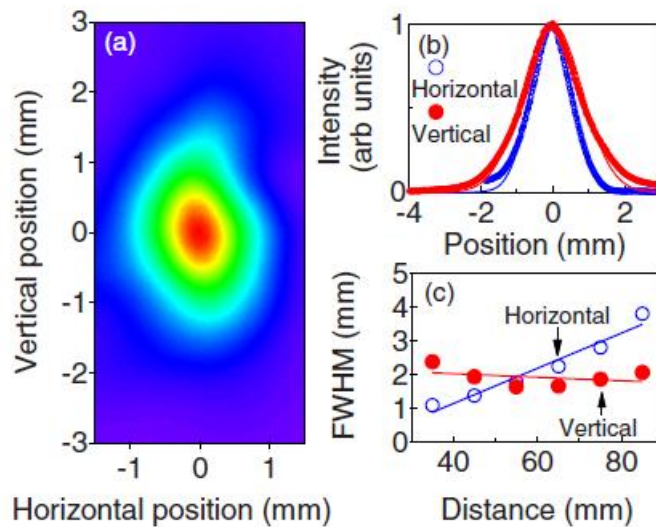 (a)
3
2
1
0
-1
-2
-3
Vertical position (mm)
-1 0 1
Horizontal position (mm)
(b)
1
0
Intensity
(arb units)
Horizontal
Vertical
-4 -2 0 2
Position (mm)
(c)
5
4
3
2
1
0
FWHM (mm)
Horizontal
Vertical
40 60 80
Distance (mm)